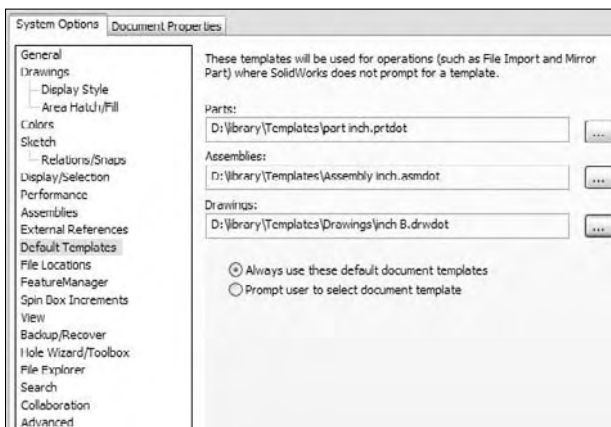 System Options
Document Properties
General
Drawings
Display Style
Area Hatch/Fill
Colors
Sketch
Relations/Snaps
Display/Selection
Performance
Assemblies
External References
Default Templates
File Locations
FeatureManager
Spin Box Increments
View
Backup/Recover
Hole Wizard/Toolbox
File Explorer
Search
Collaboration
Advanced
These templates will be used for operations (such as File Import and Mirror
Part) where SolidWorks does not prompt for a template.
Parts:
D:\library\Templates\part inch.prtdot
...
Assemblies:
D:\library\Templates\Assembly inch.asmdot
...
Drawings:
D:\library\Templates\Drawings\inch B.drwdot
...
Always use these default document templates
Prompt user to select document template